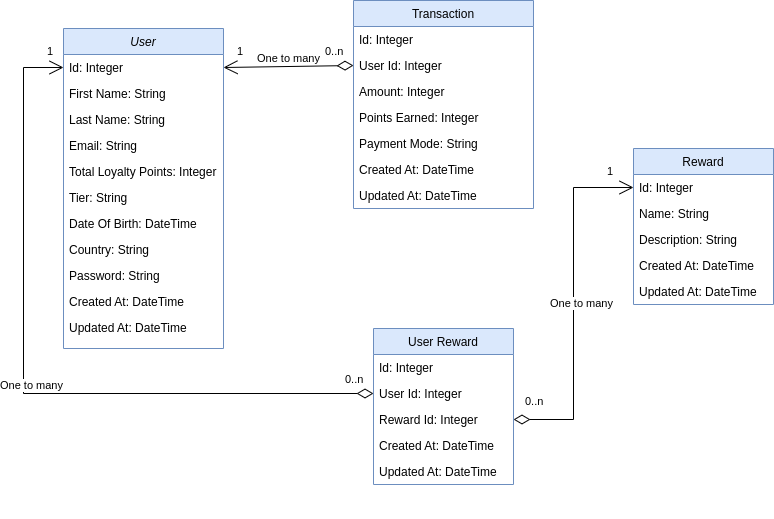 User
Id: Integer
First Name: String
Last Name: String
Email: String
Total Loyalty Points: Integer
Tier: String
Date Of Birth: DateTime
Country: String
Password: String
Created At: DateTime
Updated At: DateTime
1
1
One to many
0..n
Transaction
Id: Integer
User Id: Integer
Amount: Integer
Points Earned: Integer
Payment Mode: String
Created At: DateTime
Updated At: DateTime
1
Reward
Id: Integer
Name: String
Description: String
Created At: DateTime
Updated At: DateTime
One to many
One to many
0..n
User Reward
Id: Integer
User Id: Integer
Reward Id: Integer
Created At: DateTime
Updated At: DateTime
0..n